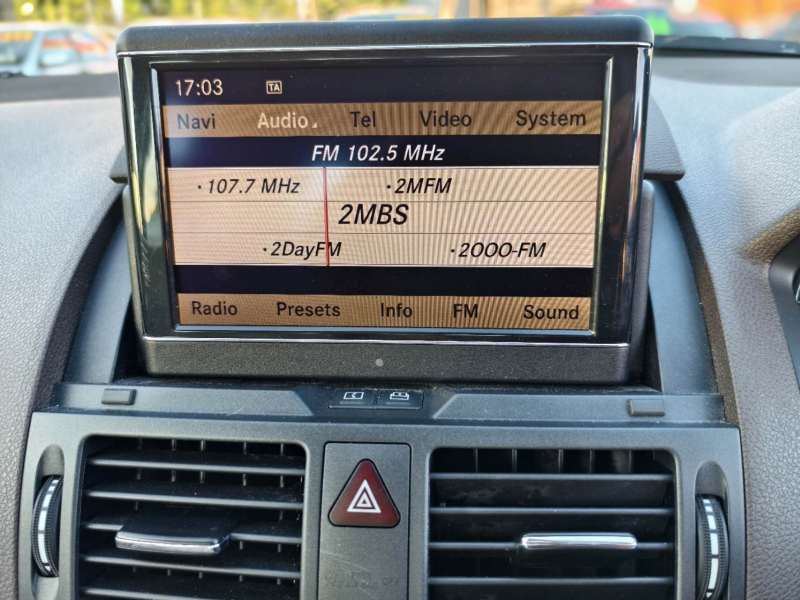 17:03 TA
Navi Audio Tel Video System
FM 102.5 MHz
·107.7 MHz ·2MFM
2MBS
·2DayFM ·2000-FM
Radio Presets Info FM Sound